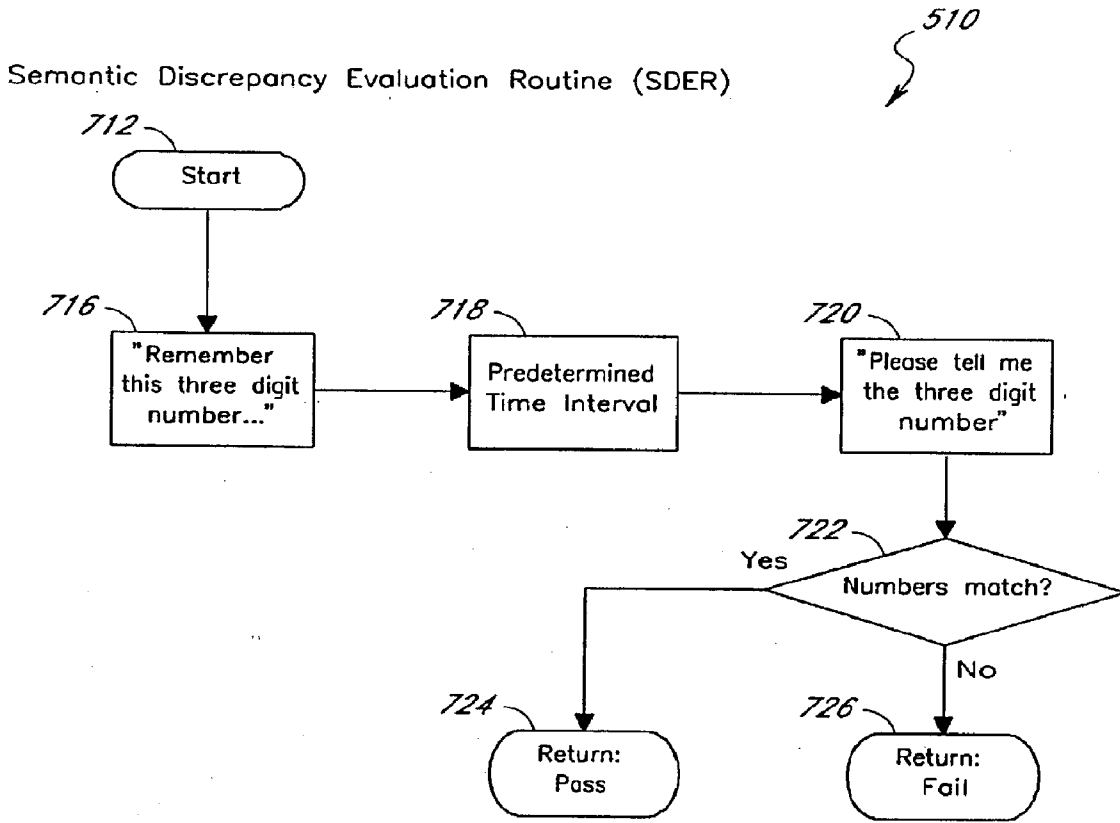 510
Semantic Discrepancy Evaluation Routine (SDER)
712
Start
716
"Remember
this three digit
number..."
718
Predetermined
Time Interval
720
"Please tell me
the three digit
number"
722
Yes
Numbers match?
No
724
Return:
Pass
726
Return:
Fail